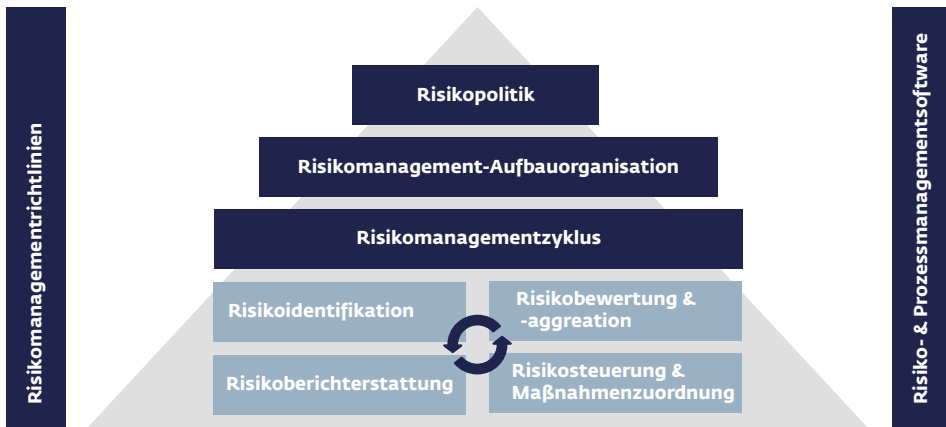 Risikomanagementrichtlinien
Risikopolitik
Risikomanagement-Aufbauorganisation
Risikomanagementzyklus
Risikoidentifikation
Risikobewertung &
-aggreation
Risikoberichterstattung
Risikosteuerung &
Maßnahmenzuordnung
Risiko- & Prozessmanagementsoftware